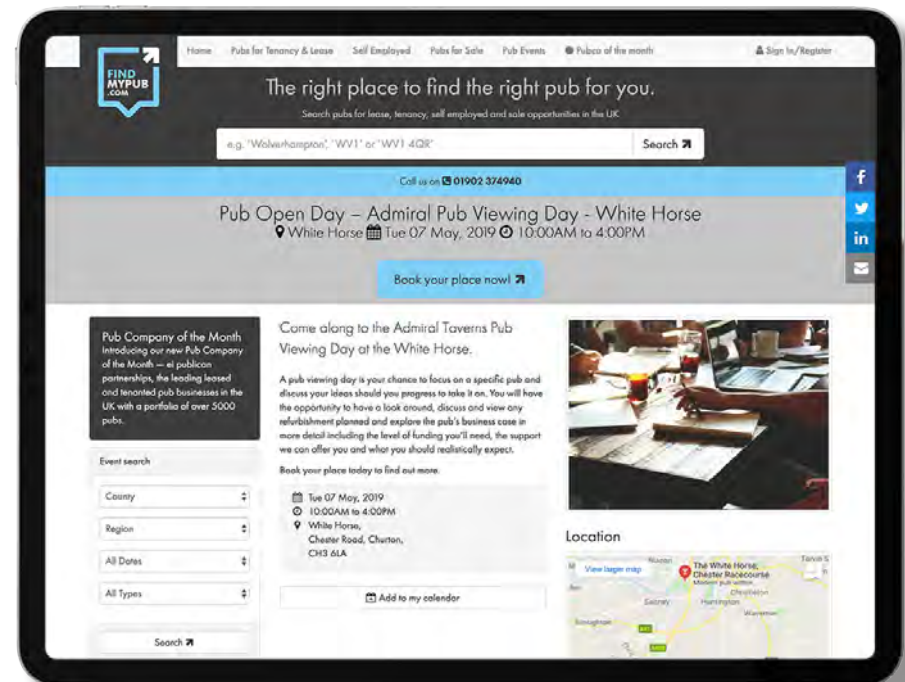 FIND
MYPUB
.COM
Home Pubs for Tenancy & Lease Self Employed Pubs for Sale Pub Events Pubco of the month Sign In/Register
The right place to find the right pub for you.
Search pubs for lease, tenancy, self employed and sale opportunities in the UK
e.g. 'Wolverhampton', 'WV1' or 'WV1 4QR' Search
Call us on 01902 374940
Pub Open Day – Admiral Pub Viewing Day - White Horse
White Horse Tue 07 May, 2019 10:00AM to 4:00PM
Book your place now!
f
in
Pub Company of the Month
Introducing our new Pub Company
of the Month — ei publican
partnerships, the leading leased
and tenanted pub businesses in the
UK with a portfolio of over 5000
pubs.
Event search
County
Region
All Dates
All Types
Search
Come along to the Admiral Taverns Pub
Viewing Day at the White Horse.
A pub viewing day is your chance to focus on a specific pub and
discuss your ideas should you progress to take it on. You will have
the opportunity to have a look around, discuss and view any
refurbishment planned and explore the pub's business case in
more detail including the level of funding you'll need, the support
we can offer you and what you should realistically expect.
Book your place today to find out more.
Tue 07 May, 2019
10:00AM to 4:00PM
White Horse,
Chester Road, Churton,
CH3 6LA
Add to my calendar
Location
View larger map
The White Horse,
Chester Racecourse
Modern pub within
Christleton
Saltney Huntington
Waverton
Broughton